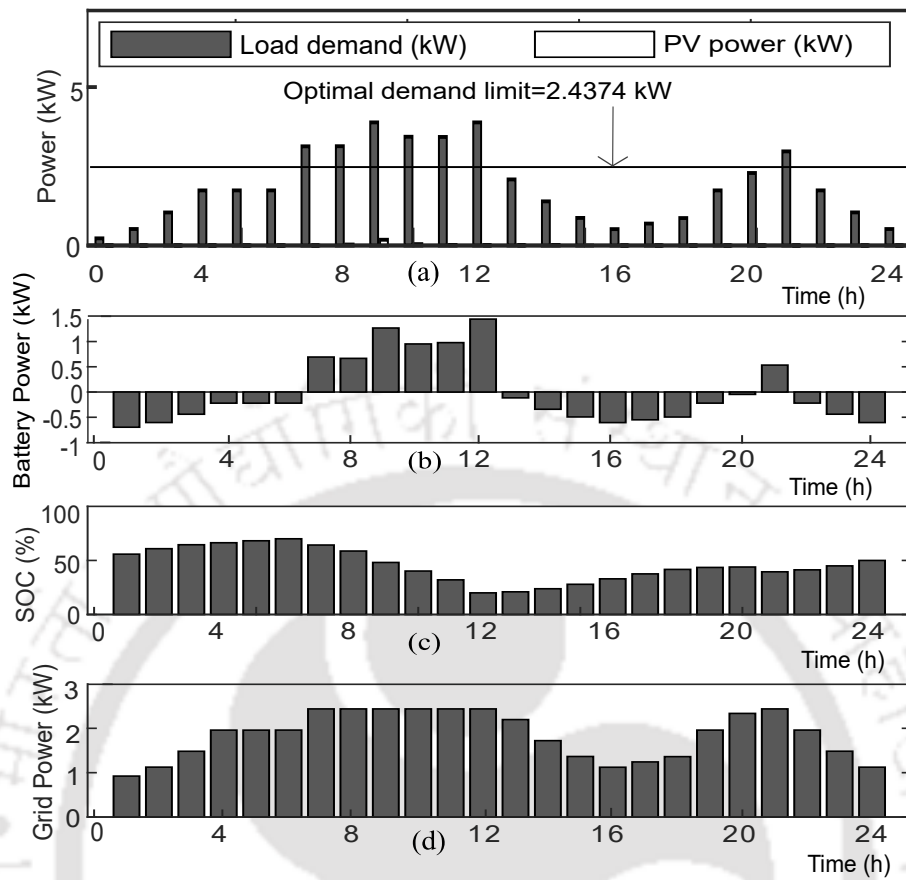 Load demand (kW) PV power (kW)
Optimal demand limit=2.4374 kW
Power (kW)
5
0
0 4 8 12 16 20 24
(a)
Time (h)
Battery Power (kW)
1.5
1
0.5
0
-0.5
-1
0 4 8 12 16 20 24
(b)
Time (h)
SOC (%)
100
50
0
0 4 8 12 16 20 24
(c)
Time (h)
Grid Power (kW)
3
2
1
0
0 4 8 12 16 20 24
(d)
Time (h)